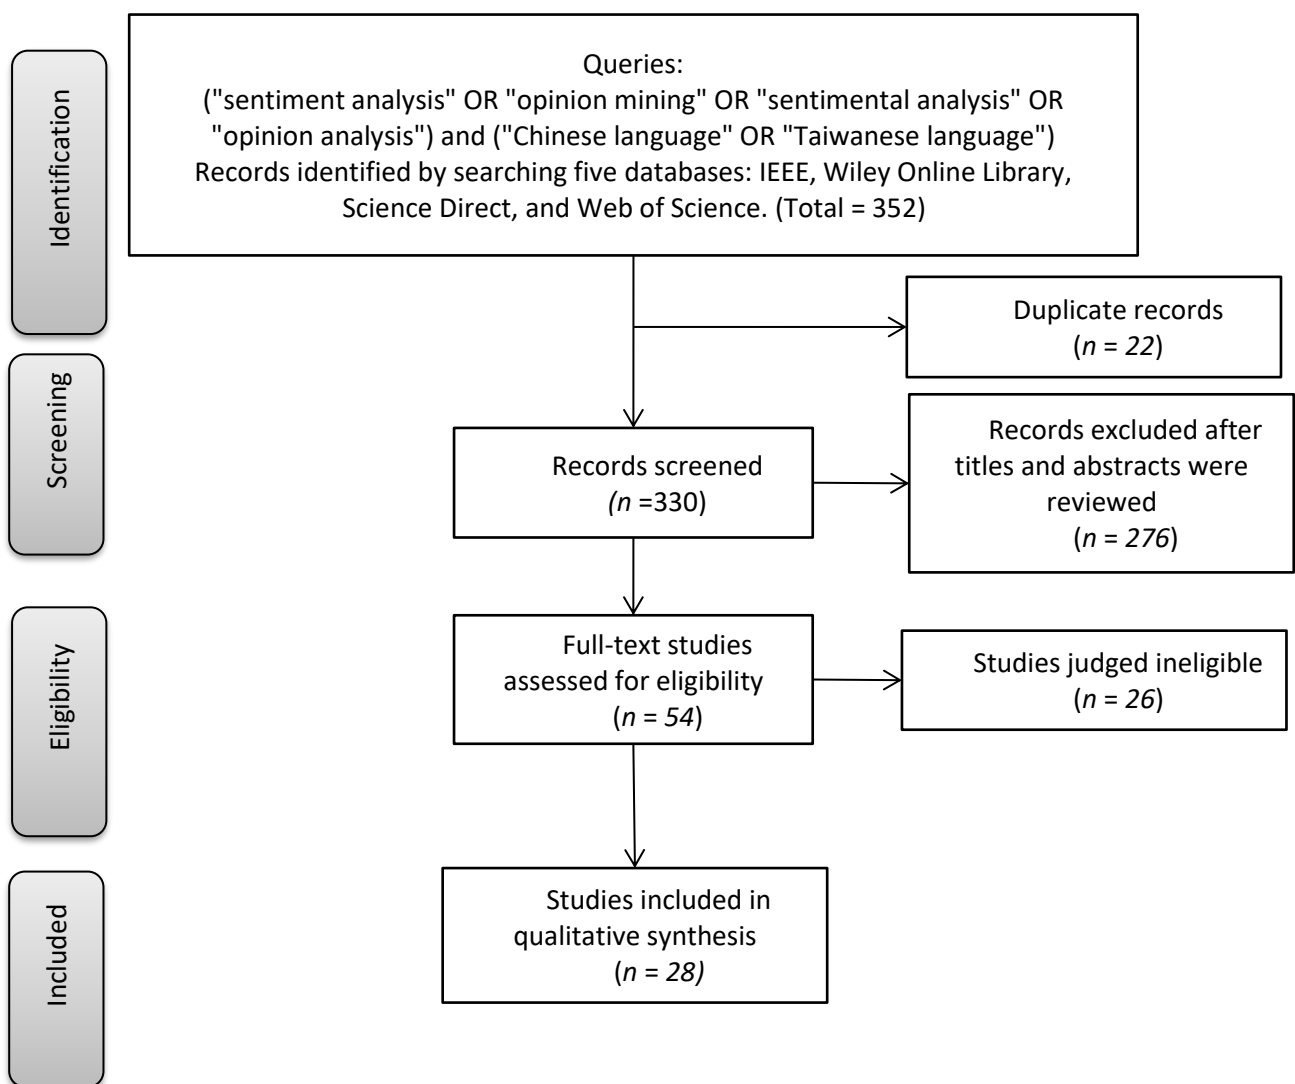 Identification
Queries:
("sentiment analysis" OR "opinion mining" OR "sentimental analysis" OR
"opinion analysis") and ("Chinese language" OR "Taiwanese language")
Records identified by searching five databases: IEEE, Wiley Online Library,
Science Direct, and Web of Science. (Total = 352)
Duplicate records
(n = 22)
Screening
Records screened
(n =330)
Records excluded after
titles and abstracts were
reviewed
(n = 276)
Eligibility
Full-text studies
assessed for eligibility
(n = 54)
Studies judged ineligible
(n = 26)
Included
Studies included in
qualitative synthesis
(n = 28)